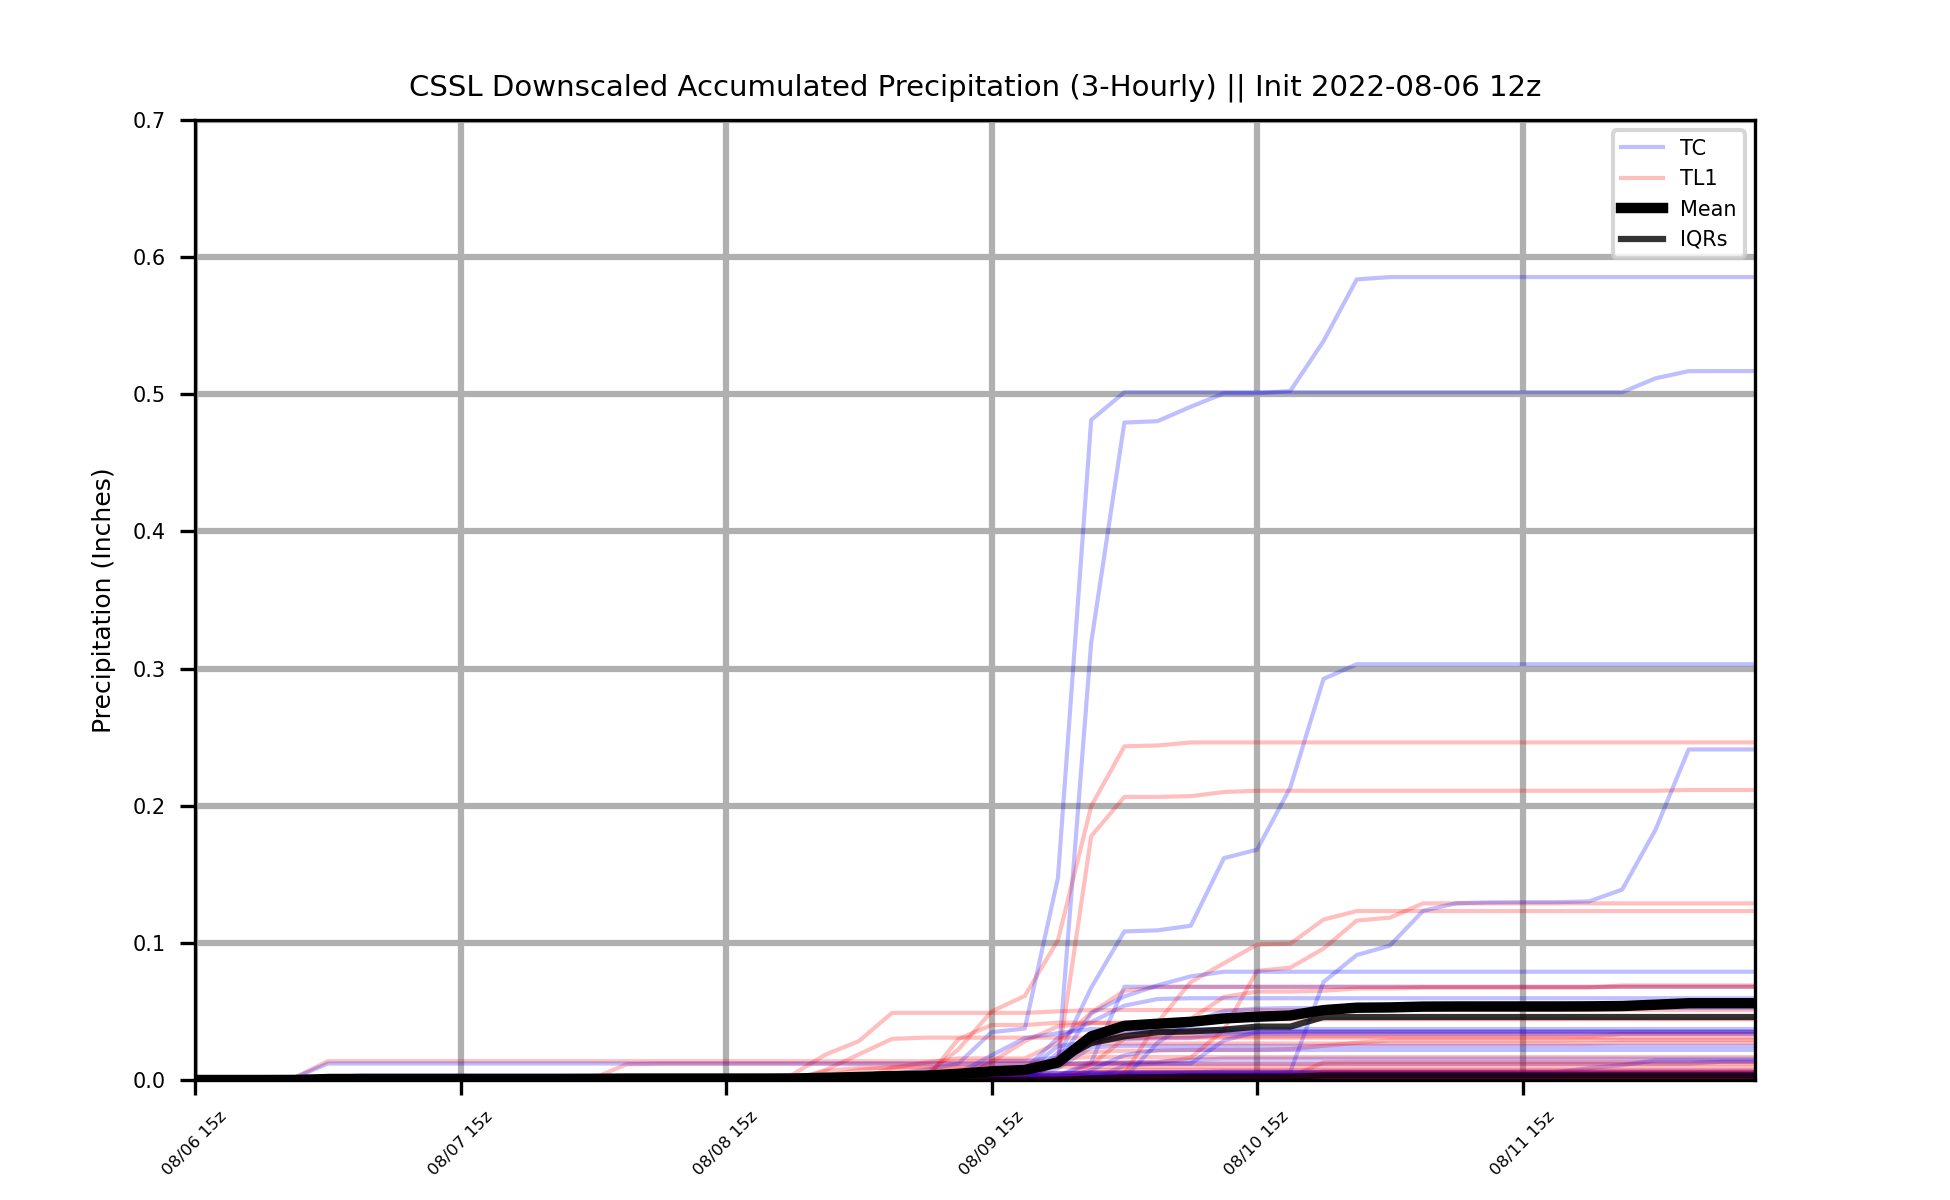 CSSL Downscaled Accumulated Precipitation (3-Hourly) || Init 2022-08-06 12z
0.7
0.6
0.5
0.4
0.3
0.2
0.1
0.0
Precipitation (Inches)
TC
TL1
Mean
IQRs
08/06 15z
08/07 15z
08/08 15z
08/09 15z
08/10 15z
08/11 15z